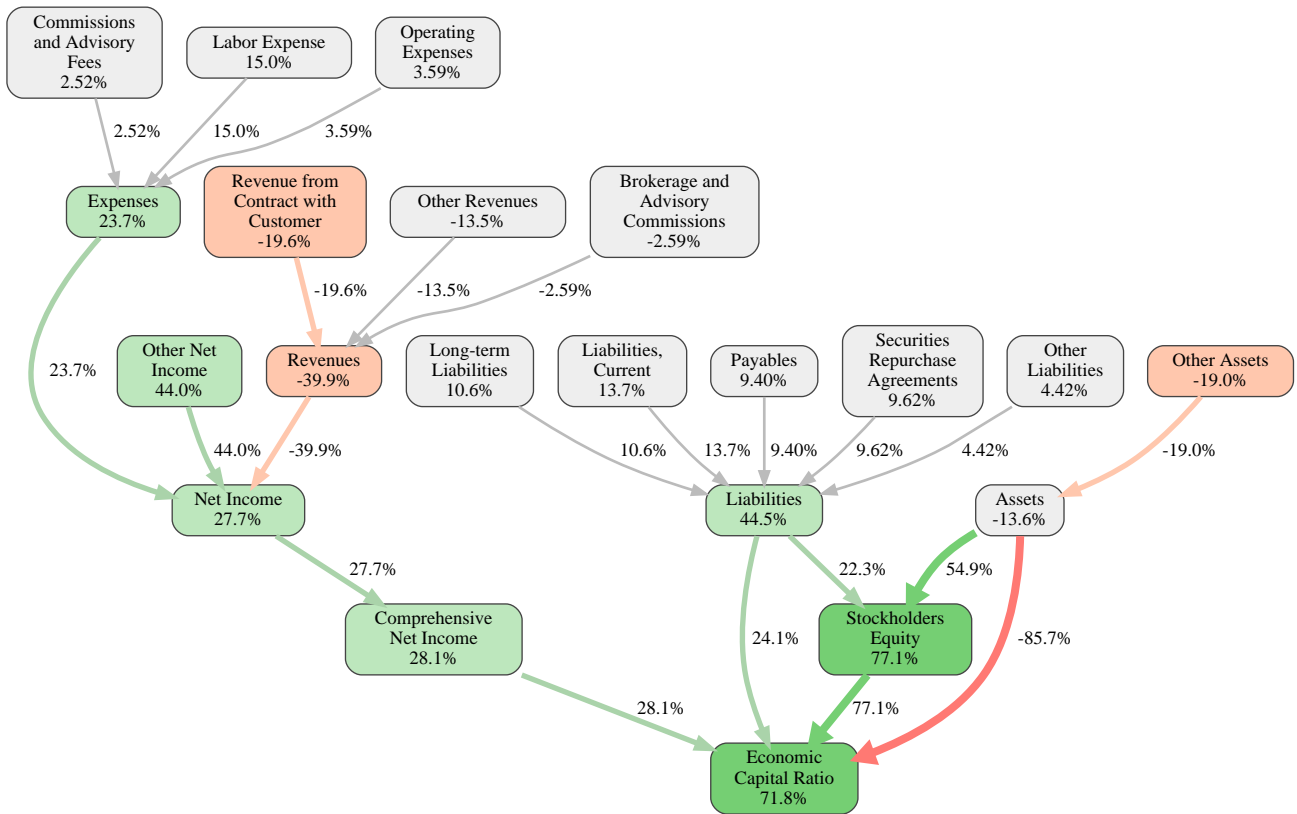 Commissions
and Advisory
Fees
2.52%
Labor Expense
15.0%
Operating
Expenses
3.59%
2.52%
15.0%
3.59%
Expenses
23.7%
Revenue from
Contract with
Customer
-19.6%
Other Revenues
-13.5%
Brokerage and
Advisory
Commissions
-2.59%
-19.6%
-13.5%
-2.59%
23.7%
Other Net
Income
44.0%
Revenues
-39.9%
Long-term
Liabilities
10.6%
Liabilities,
Current
13.7%
Payables
9.40%
Securities
Repurchase
Agreements
9.62%
Other
Liabilities
4.42%
Other Assets
-19.0%
44.0%
-39.9%
10.6%
13.7%
9.40%
9.62%
4.42%
-19.0%
Net Income
27.7%
Liabilities
44.5%
Assets
-13.6%
27.7%
22.3%
54.9%
Comprehensive
Net Income
28.1%
24.1%
Stockholders
Equity
77.1%
-85.7%
28.1%
77.1%
Economic
Capital Ratio
71.8%